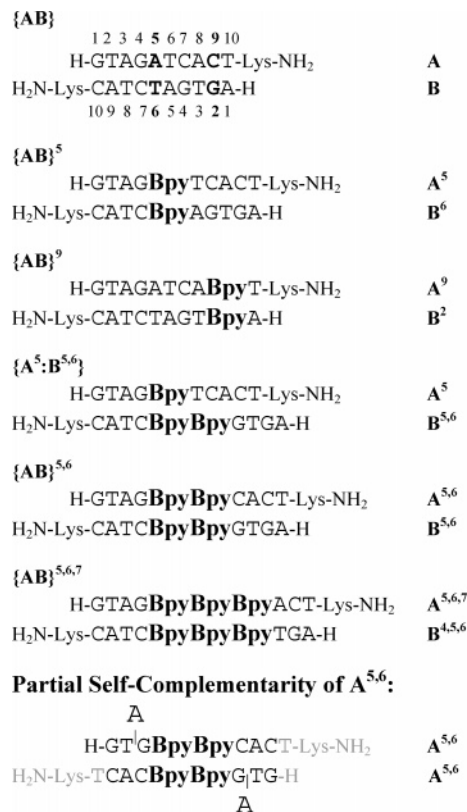 {AB}
1 2 3 4 5 6 7 8 9 10
H-GTAGATCACT-Lys-NH₂ A
H₂N-Lys-CATCTAGTGA-H B
10 9 8 7 6 5 4 3 2 1
{AB}⁵
H-GTAGBpyTCACT-Lys-NH₂ A⁵
H₂N-Lys-CATCBpyAGTGA-H B⁶
{AB}⁹
H-GTAGATCABpyT-Lys-NH₂ A⁹
H₂N-Lys-CATCTAGTBpyA-H B²
{A⁵:B⁵,⁶}
H-GTAGBpyTCACT-Lys-NH₂ A⁵
H₂N-Lys-CATCBpyBpyGTGA-H B⁵,⁶
{AB}⁵,⁶
H-GTAGBpyBpyCACT-Lys-NH₂ A⁵,⁶
H₂N-Lys-CATCBpyBpyGTGA-H B⁵,⁶
{AB}⁵,⁶,⁷
H-GTAGBpyBpyBpyACT-Lys-NH₂ A⁵,⁶,⁷
H₂N-Lys-CATCBpyBpyBpyTGA-H B⁴,⁵,⁶
Partial Self-Complementarity of A⁵,⁶:
A
H-GTGBpyBpyCACT-Lys-NH₂ A⁵,⁶
H₂N-Lys-TCACBpyBpyGTG-H A⁵,⁶
A